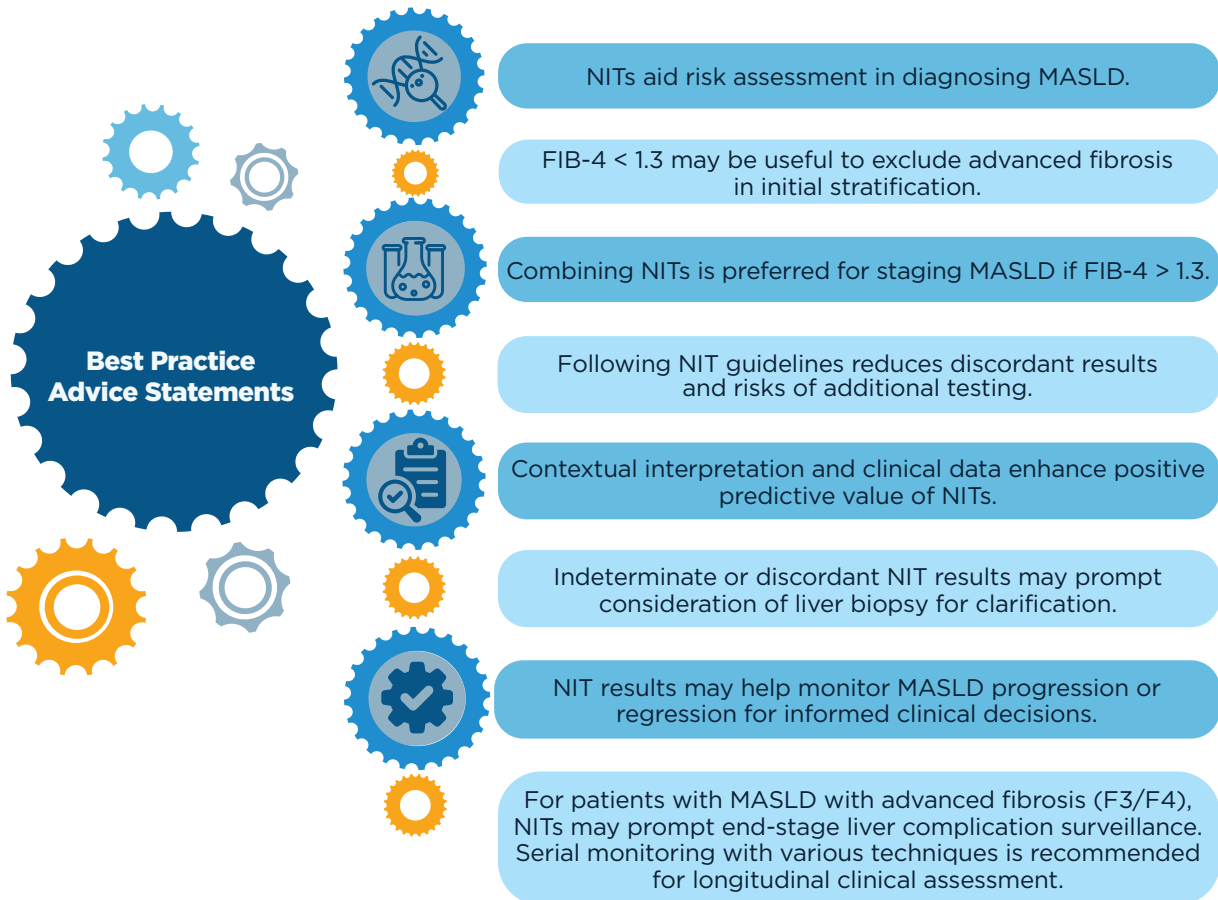 Best Practice
Advice Statements
NITs aid risk assessment in diagnosing MASLD.
FIB-4 < 1.3 may be useful to exclude advanced fibrosis
in initial stratification.
Combining NITs is preferred for staging MASLD if FIB-4 > 1.3.
Following NIT guidelines reduces discordant results
and risks of additional testing.
Contextual interpretation and clinical data enhance positive
predictive value of NITs.
Indeterminate or discordant NIT results may prompt
consideration of liver biopsy for clarification.
NIT results may help monitor MASLD progression or
regression for informed clinical decisions.
For patients with MASLD with advanced fibrosis (F3/F4),
NITs may prompt end-stage liver complication surveillance.
Serial monitoring with various techniques is recommended
for longitudinal clinical assessment.